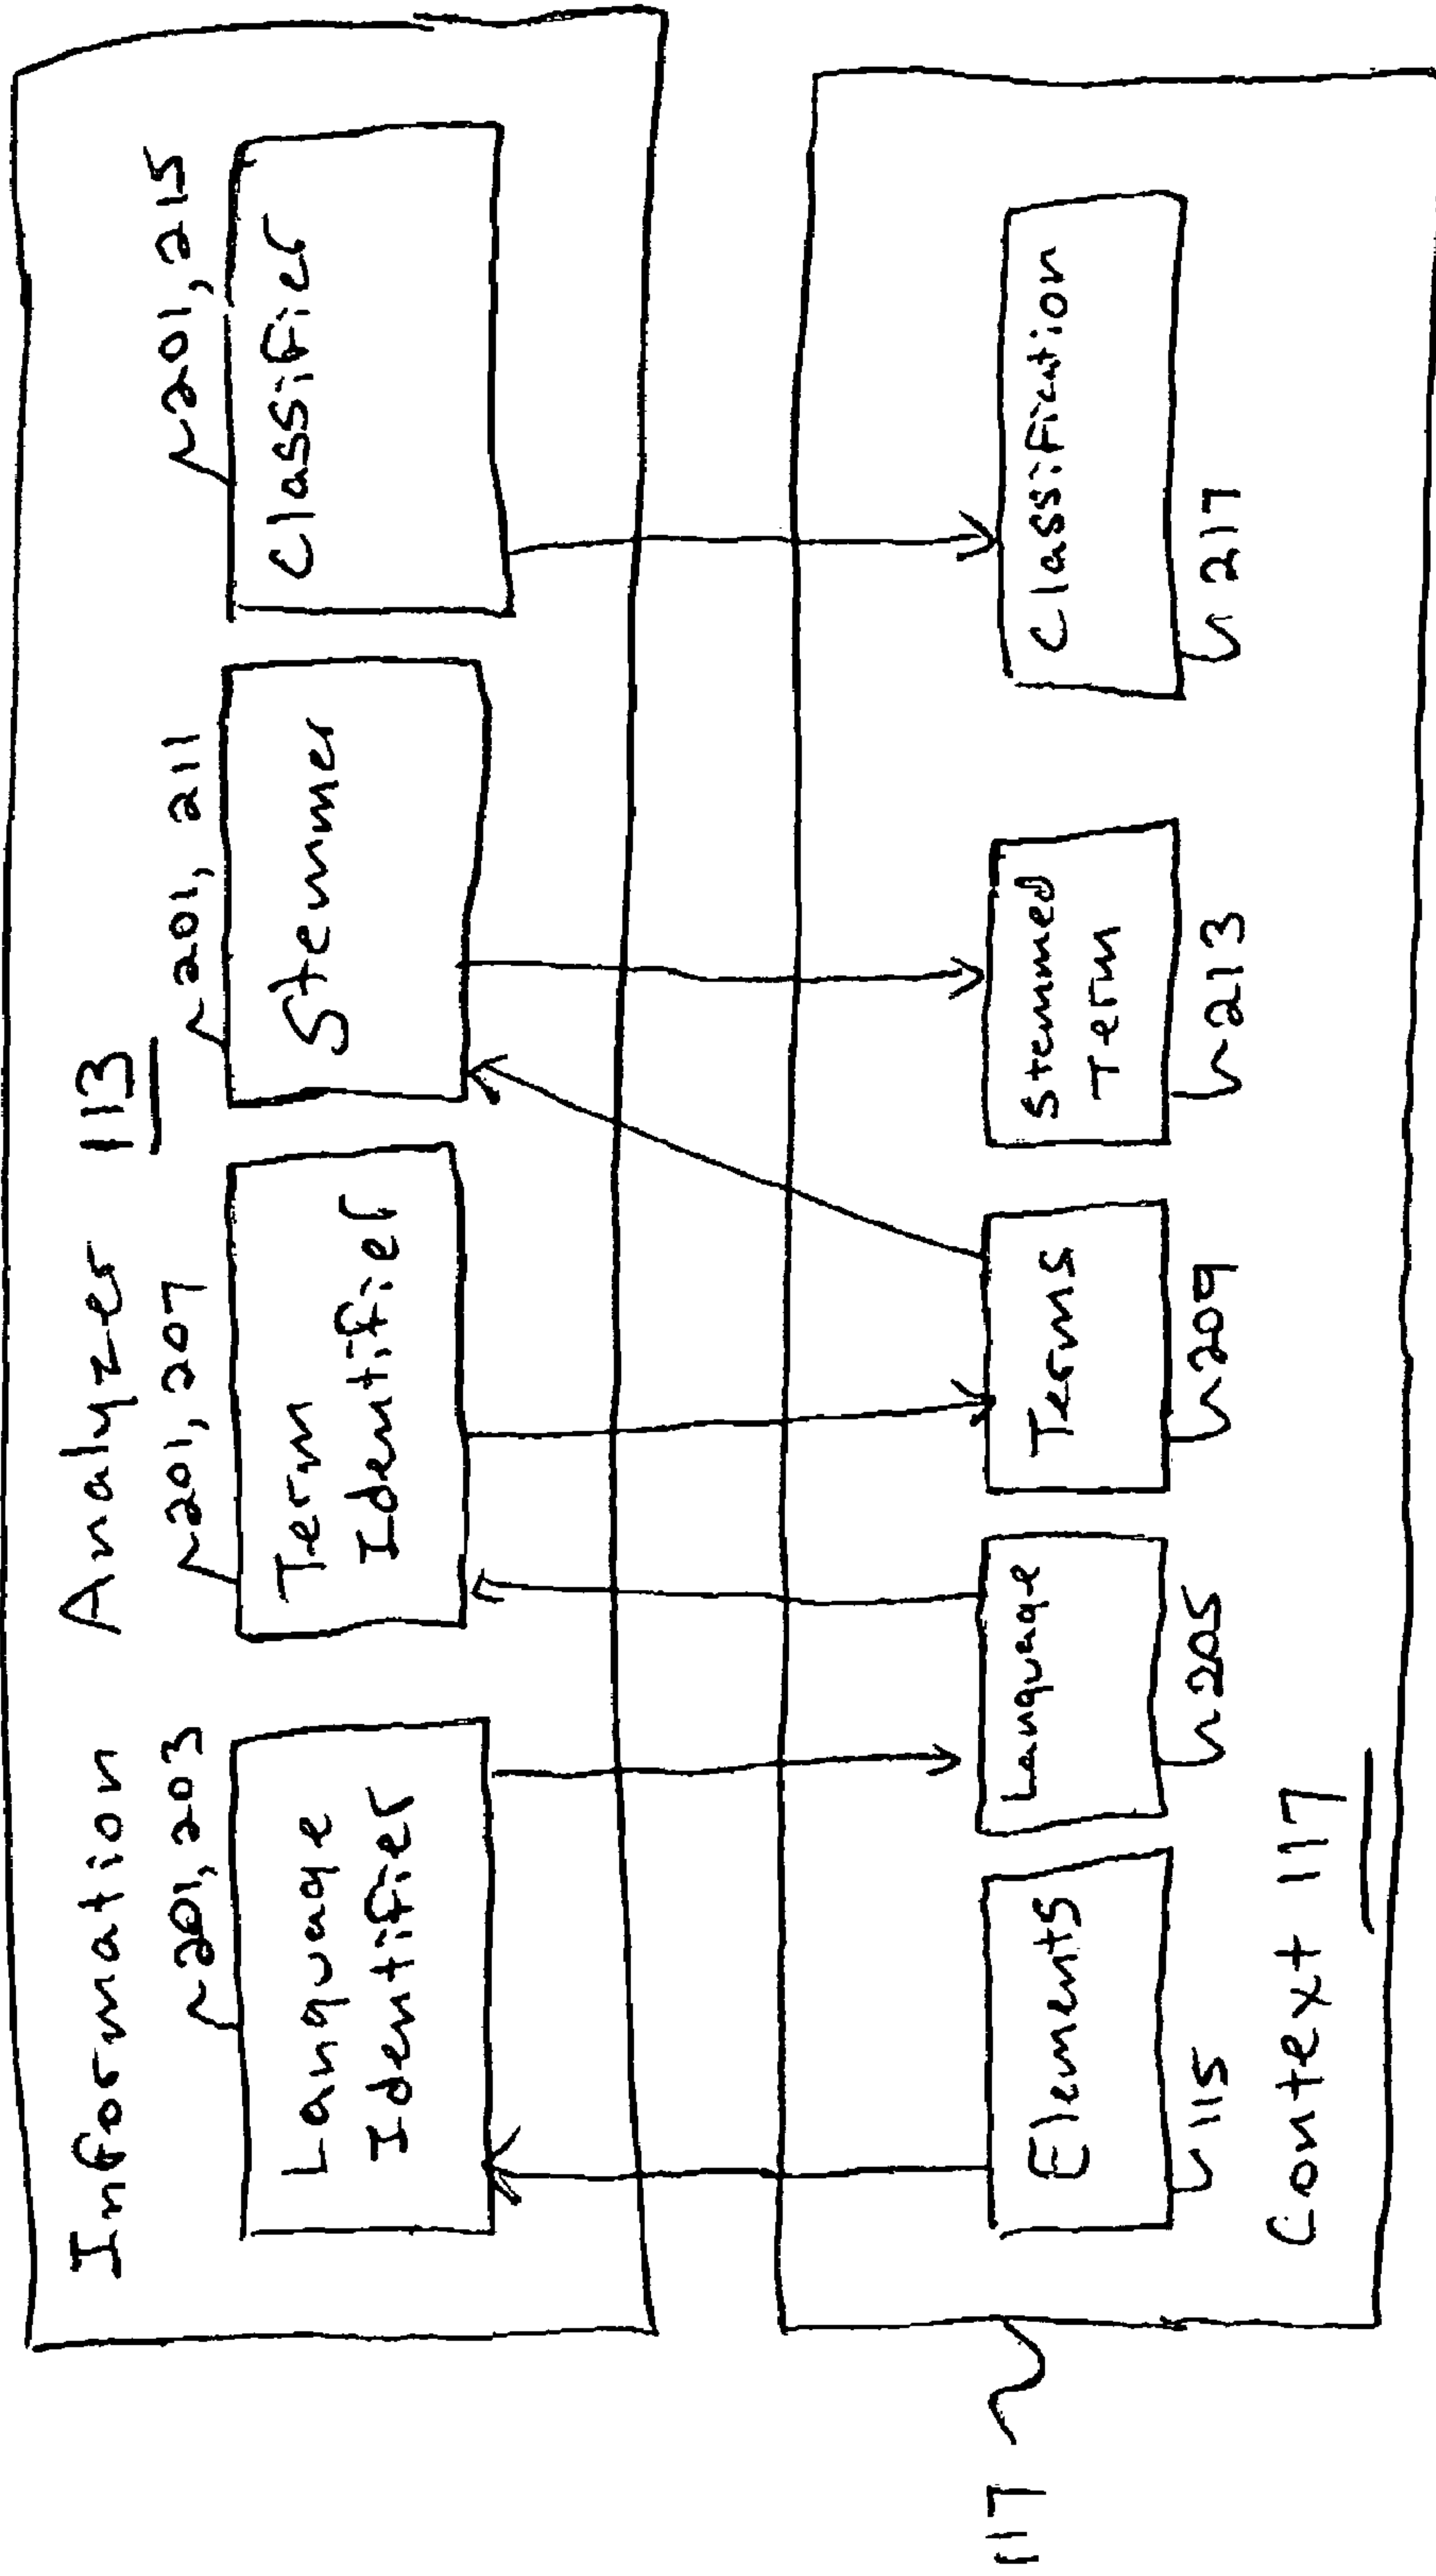 Information Analyzer 113
201, 203
201, 207
201, 211
201, 215
Language
Identifier
Term
Identifier
Stemmer
Classifier
Elements
Language
Terms
Stemmed
Term
Classification
115
205
209
213
217
Context 117
117